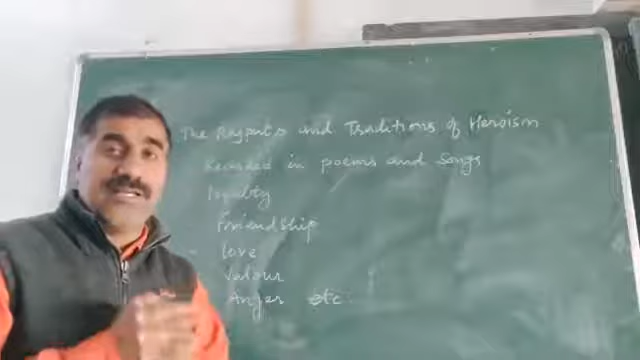 The Rajputs and Traditions of Heroism
Recorded in poems and Songs
loyalty
Friendship
love
Valour
Anger etc